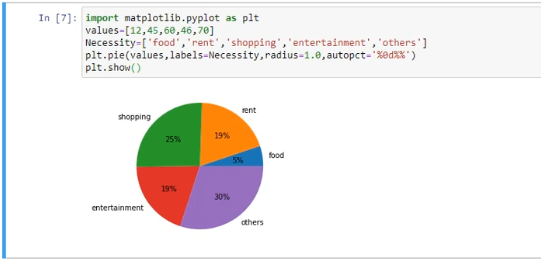 In [7]: import matplotlib.pyplot as plt
values=[12,45,60,46,70]
Necessity=['food','rent','shopping','entertainment','others']
plt.pie(values,labels=Necessity,radius=1.0,autopct='%0d%%')
plt.show()
shopping
rent
25%
19%
food
5%
19%
30%
entertainment
others